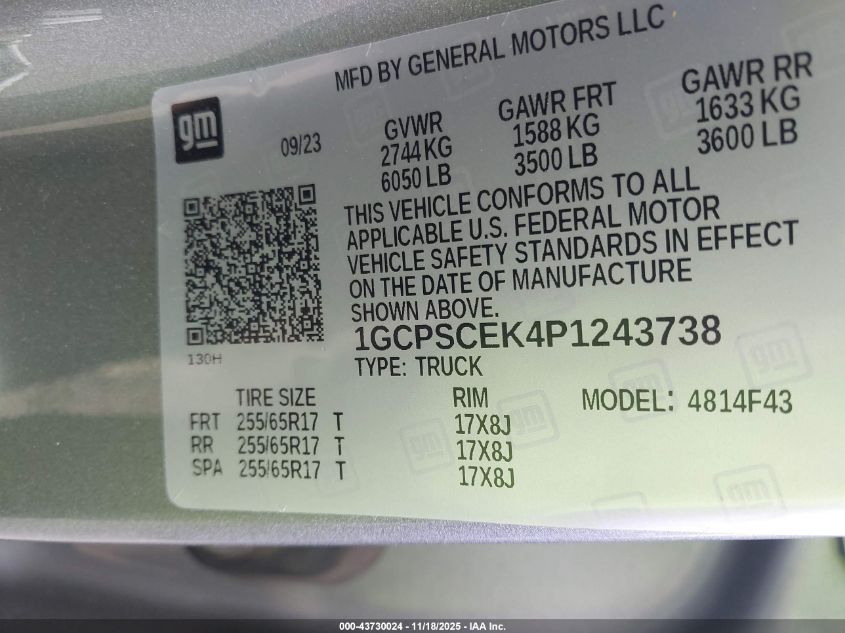 MFD BY GENERAL MOTORS LLC
gm
09/23
GVWR
2744 KG
6050 LB
GAWR FRT
1588 KG
3500 LB
GAWR RR
1633 KG
3600 LB
THIS VEHICLE CONFORMS TO ALL
APPLICABLE U.S. FEDERAL MOTOR
VEHICLE SAFETY STANDARDS IN EFFECT
ON THE DATE OF MANUFACTURE
SHOWN ABOVE.
1GCPSCEK4P1243738
130H
TYPE: TRUCK
TIRE SIZE RIM MODEL: 4814F43
FRT 255/65R17 T 17X8J
RR 255/65R17 T 17X8J
SPA 255/65R17 T 17X8J
000-43730024 - 11/18/2025 - IAA Inc.